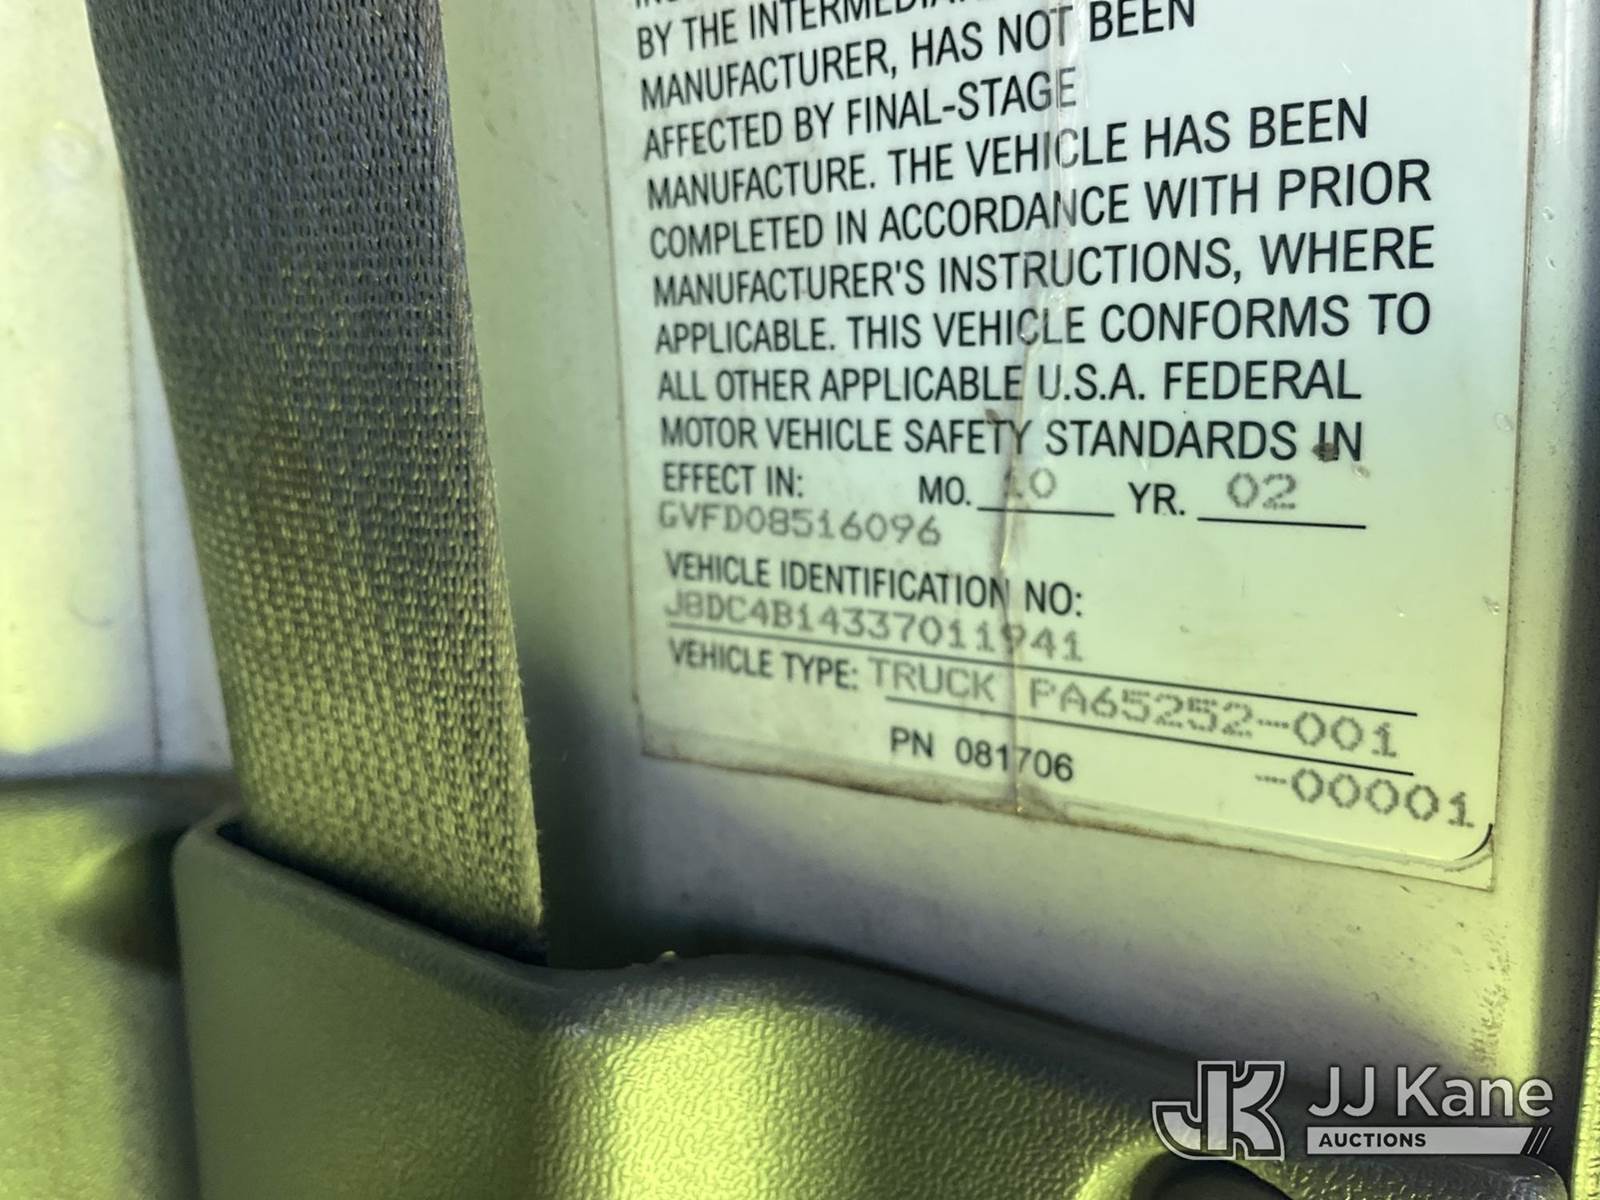 BY THE INTERMEDIA
MANUFACTURER, HAS NOT BEEN
AFFECTED BY FINAL-STAGE
MANUFACTURE. THE VEHICLE HAS BEEN
COMPLETED IN ACCORDANCE WITH PRIOR
MANUFACTURER'S INSTRUCTIONS, WHERE
APPLICABLE. THIS VEHICLE CONFORMS TO
ALL OTHER APPLICABLE U.S.A. FEDERAL
MOTOR VEHICLE SAFETY STANDARDS IN
EFFECT IN: MO. 10 YR. 02
GVFD08516096
VEHICLE IDENTIFICATION NO:
J8DC4B14337011941
VEHICLE TYPE: TRUCK PA65252-001
PN 081706 -00001
JK JJ Kane
AUCTIONS